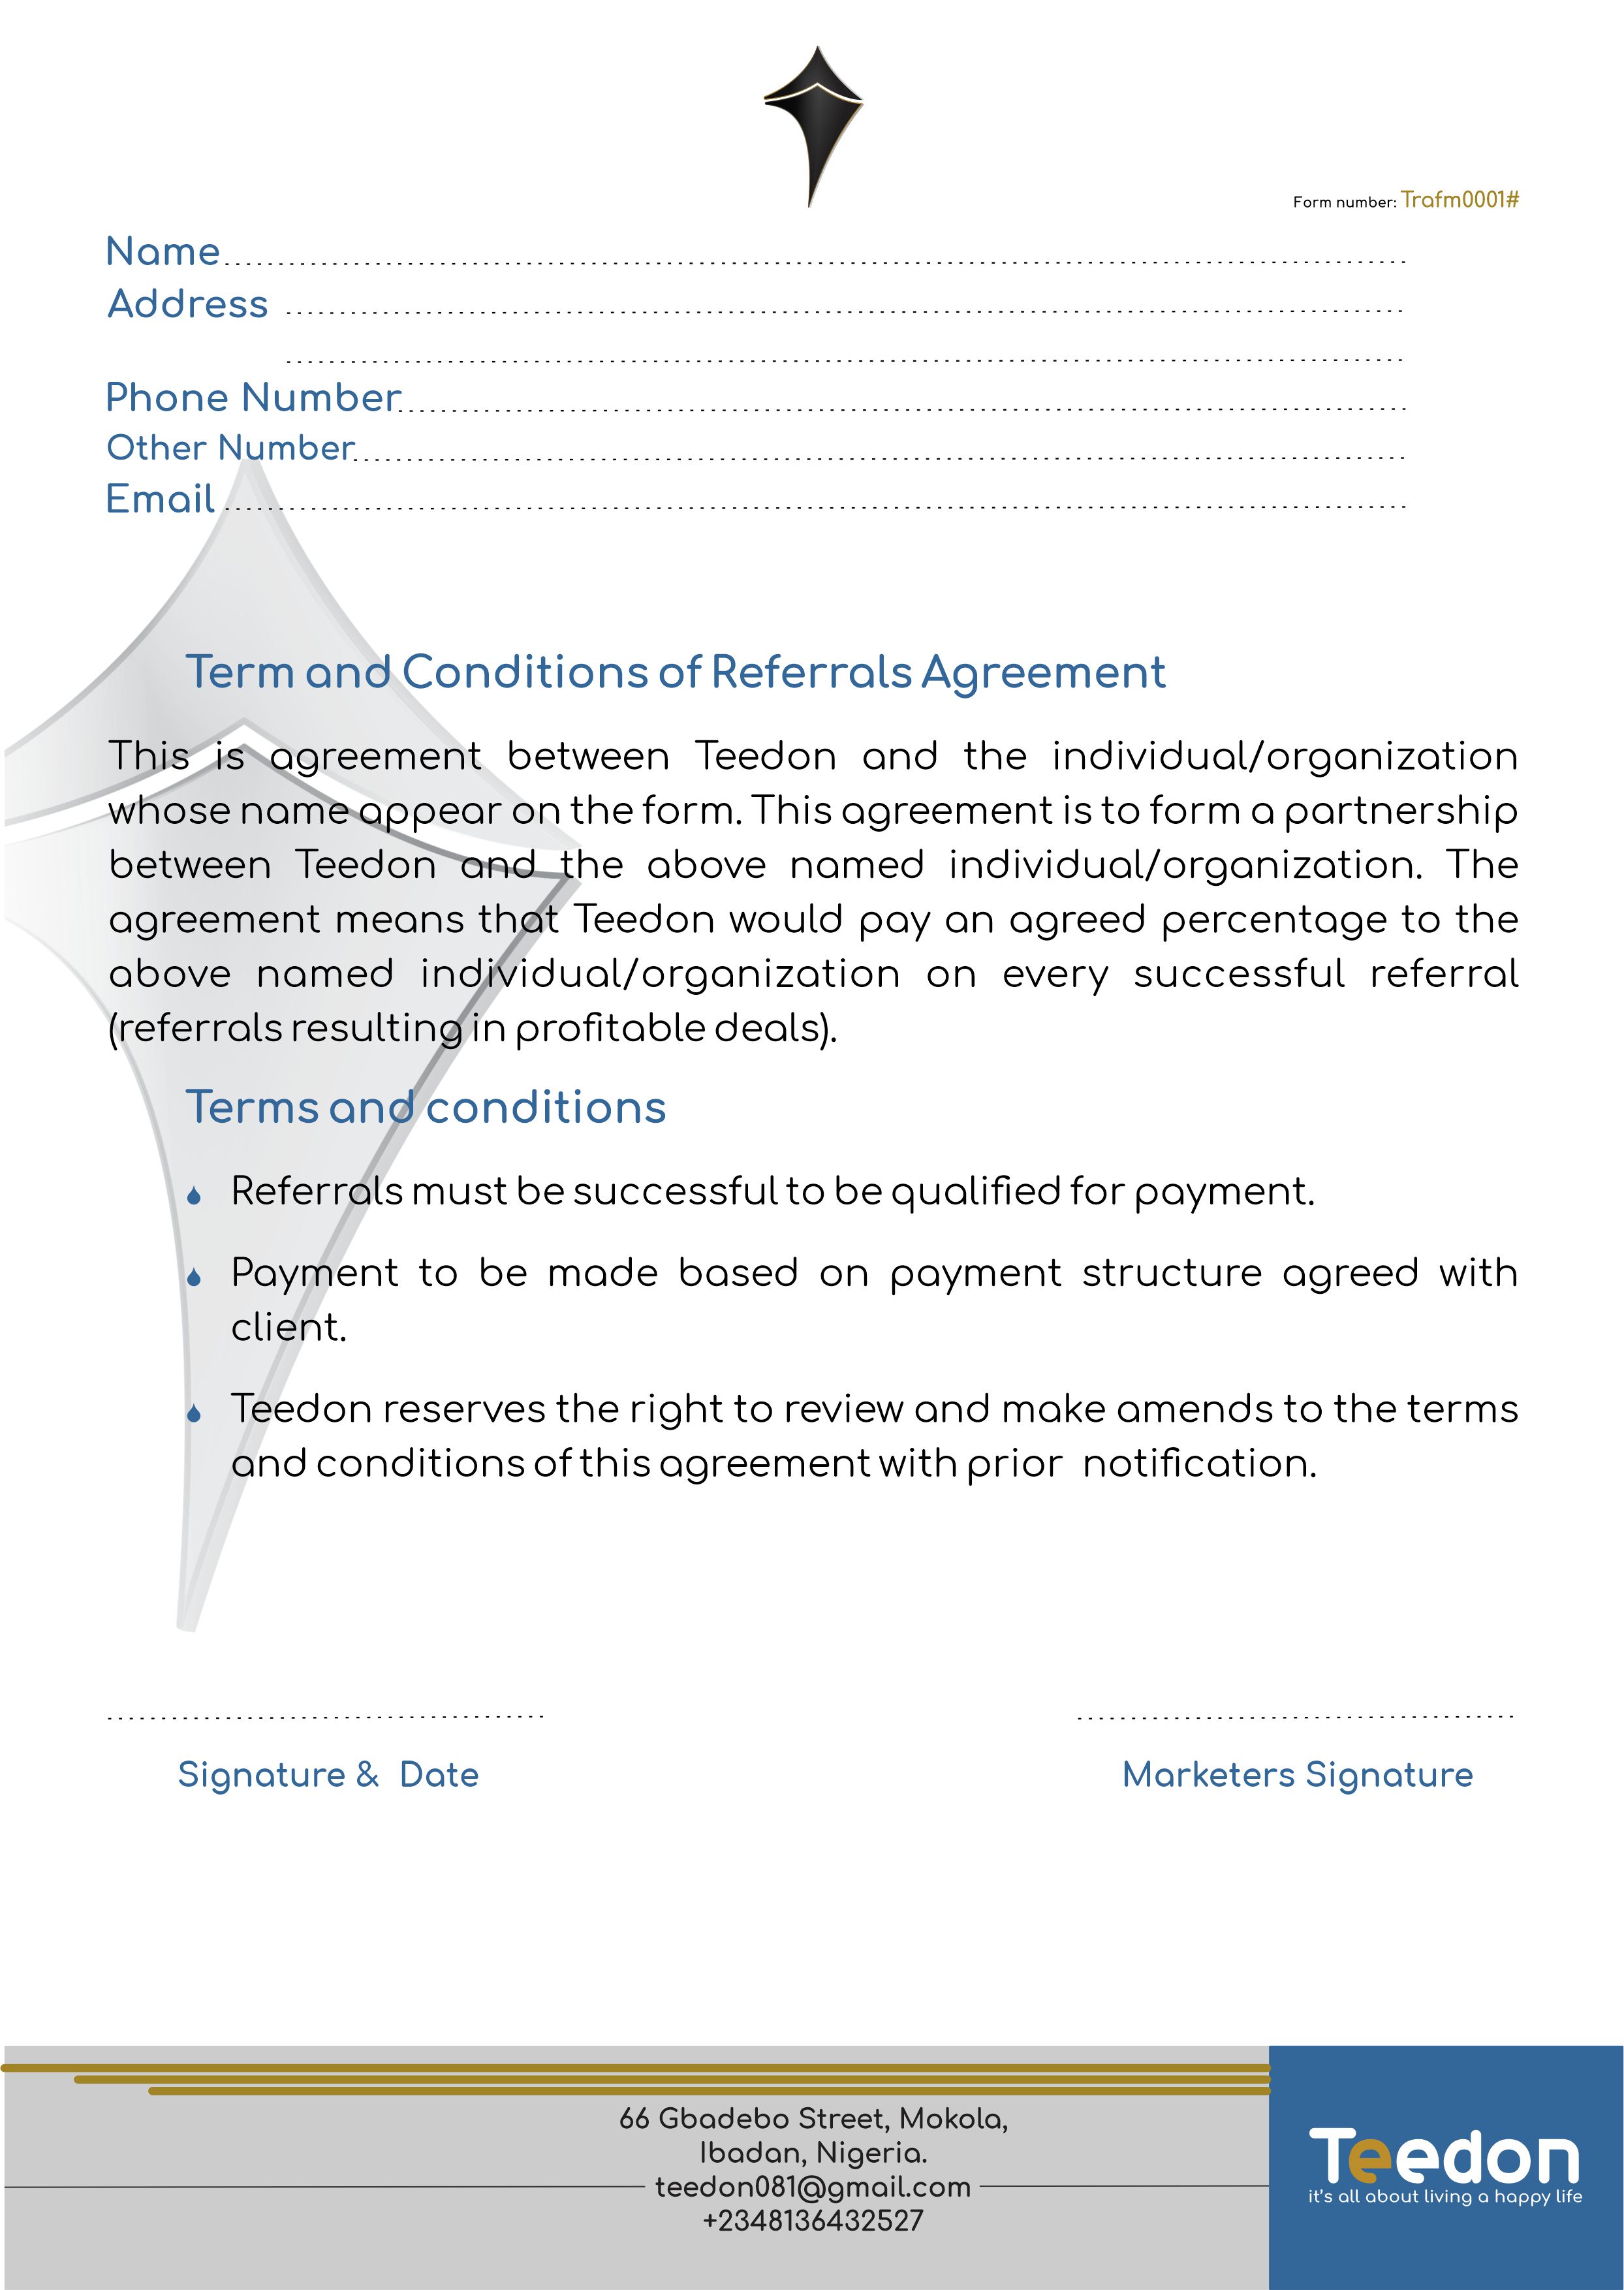 Form number: Trafm0001#
Name
Address
Phone Number
Other Number
Email
Term and Conditions of Referrals Agreement
This is agreement between Teedon and the individual/organization
whose name appear on the form. This agreement is to form a partnership
between Teedon and the above named individual/organization. The
agreement means that Teedon would pay an agreed percentage to the
above named individual/organization on every successful referral
(referrals resulting in profitable deals).
Terms and conditions
Referrals must be successful to be qualified for payment.
Payment to be made based on payment structure agreed with
client.
Teedon reserves the right to review and make amends to the terms
and conditions of this agreement with prior notification.
Signature & Date
Marketers Signature
66 Gbadebo Street, Mokola,
Ibadan, Nigeria.
teedon081@gmail.com
+2348136432527
Teedon
it's all about living a happy life